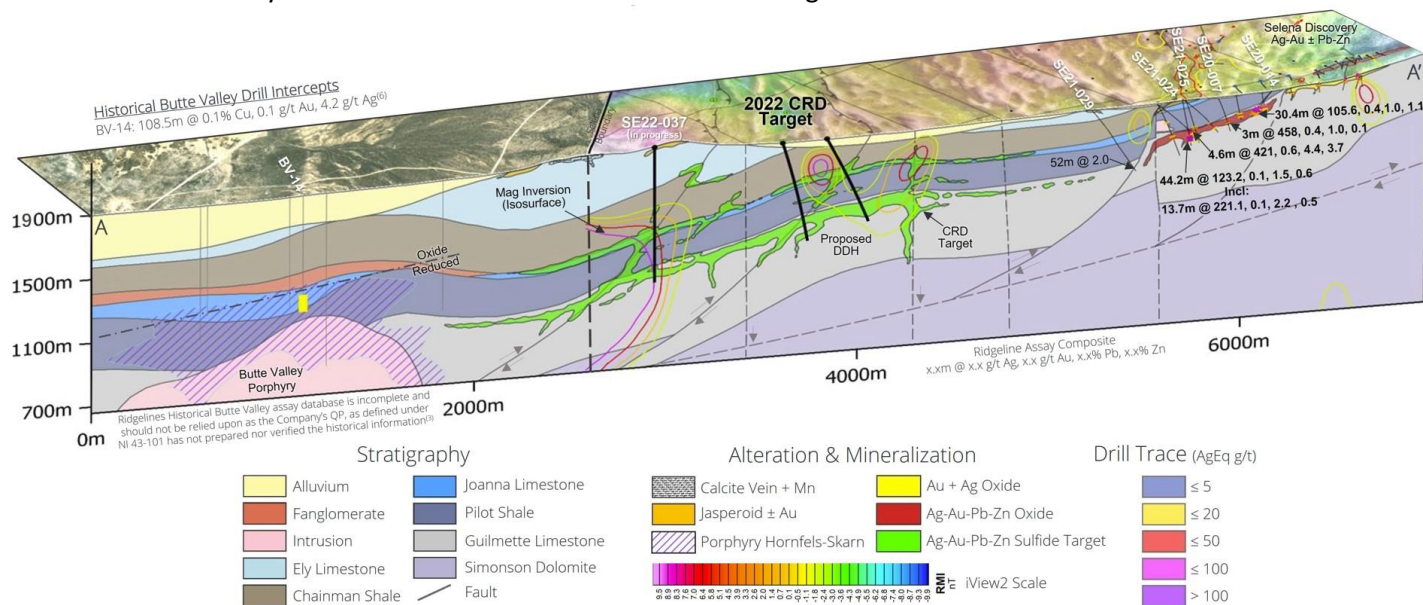 Historical Butte Valley Drill Intercepts
BV-14: 108.5m @ 0.1% Cu, 0.1 g/t Au, 4.2 g/t Ag(6)
BV-14
SE22-037
(in progress)
2022 CRD
Target
SE21-029
SE21-024
SE21-025
SE20-007
SE20-014
Selena Discovery
Ag-Au ± Pb-Zn
A'
30.4m @ 105.6, 0.4,1.0, 1.1
3m @ 458, 0.4, 1.0, 0.1
4.6m @ 421, 0.6, 4.4, 3.7
52m @ 2.0
44.2m @ 123.2, 0.1, 1.5, 0.6
Incl:
13.7m @ 221.1, 0.1, 2.2 , 0.5
Mag Inversion
(Isosurface)
1900m
A
Oxide
Reduced
Proposed
DDH
CRD
Target
1500m
1100m
700m
Butte Valley
Porphyry
0m
2000m
4000m
6000m
Ridgeline Assay Composite
x.xm @ x.x g/t Ag, x.x g/t Au, x.x% Pb, x.x% Zn
Ridgelines Historical Butte Valley assay database is incomplete and
should not be relied upon as the Company's QP, as defined under
NI 43-101 has not prepared nor verified the historical information(3)
Stratigraphy
Alluvium
Fanglomerate
Intrusion
Ely Limestone
Chainman Shale
Joanna Limestone
Pilot Shale
Guilmette Limestone
Simonson Dolomite
Fault
Alteration & Mineralization
Calcite Vein + Mn
Jasperoid ± Au
Porphyry Hornfels-Skarn
Au + Ag Oxide
Ag-Au-Pb-Zn Oxide
Ag-Au-Pb-Zn Sulfide Target
RMI
nT
iView2 Scale
Drill Trace (AgEq g/t)
≤ 5
≤ 20
≤ 50
≤ 100
> 100